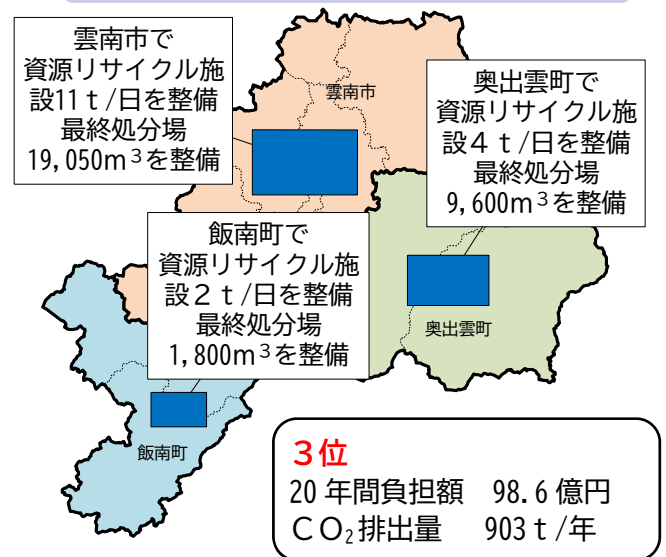 雲南市で
資源リサイクル施
設11ｔ/日を整備
最終処分場
19,050m³を整備
雲南市
奥出雲町で
資源リサイクル施
設４ｔ/日を整備
最終処分場
9,600m³を整備
飯南町で
資源リサイクル施
設２ｔ/日を整備
最終処分場
1,800m³を整備
奥出雲町
飯南町
３位
20年間負担額　98.6億円
ＣＯ₂排出量　903ｔ/年